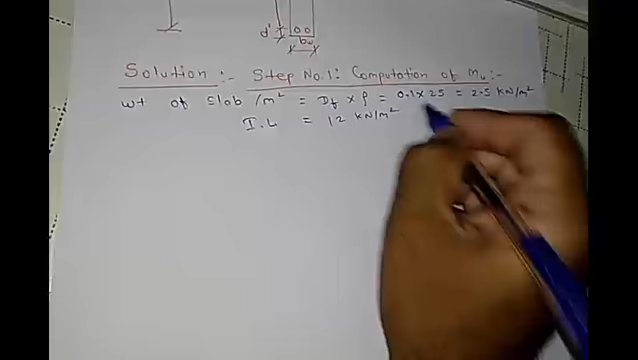 d'
bw
Solution :- Step No.1: Computation of Mu :-
wt of Slab /m² = Df x ρ = 0.1 x 25 = 2.5 KN/m²
I.L = 12 KN/m²